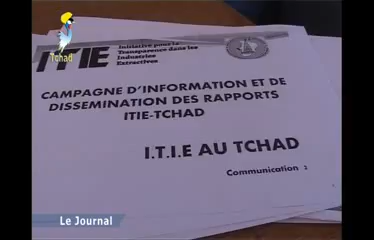 Tchad
ITIE
Initiative pour la
Transparence dans les
Industries
Extractives
CAMPAGNE D'INFORMATION ET DE
DISSEMINATION DES RAPPORTS
ITIE-TCHAD
I.T.I.E AU TCHAD
Communication :
Le Journal